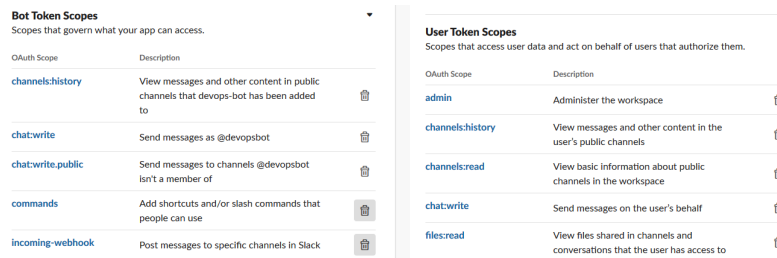 Bot Token Scopes
Scopes that govern what your app can access.
OAuth Scope Description
channels:history View messages and other content in public
channels that devops-bot has been added
to
chat:write Send messages as @devopsbot
chat:write.public Send messages to channels @devopsbot
isn't a member of
commands Add shortcuts and/or slash commands that
people can use
incoming-webhook Post messages to specific channels in Slack
User Token Scopes
Scopes that access user data and act on behalf of users that authorize them.
OAuth Scope Description
admin Administer the workspace
channels:history View messages and other content in the
user's public channels
channels:read View basic information about public
channels in the workspace
chat:write Send messages on the user's behalf
files:read View files shared in channels and
conversations that the user has access to